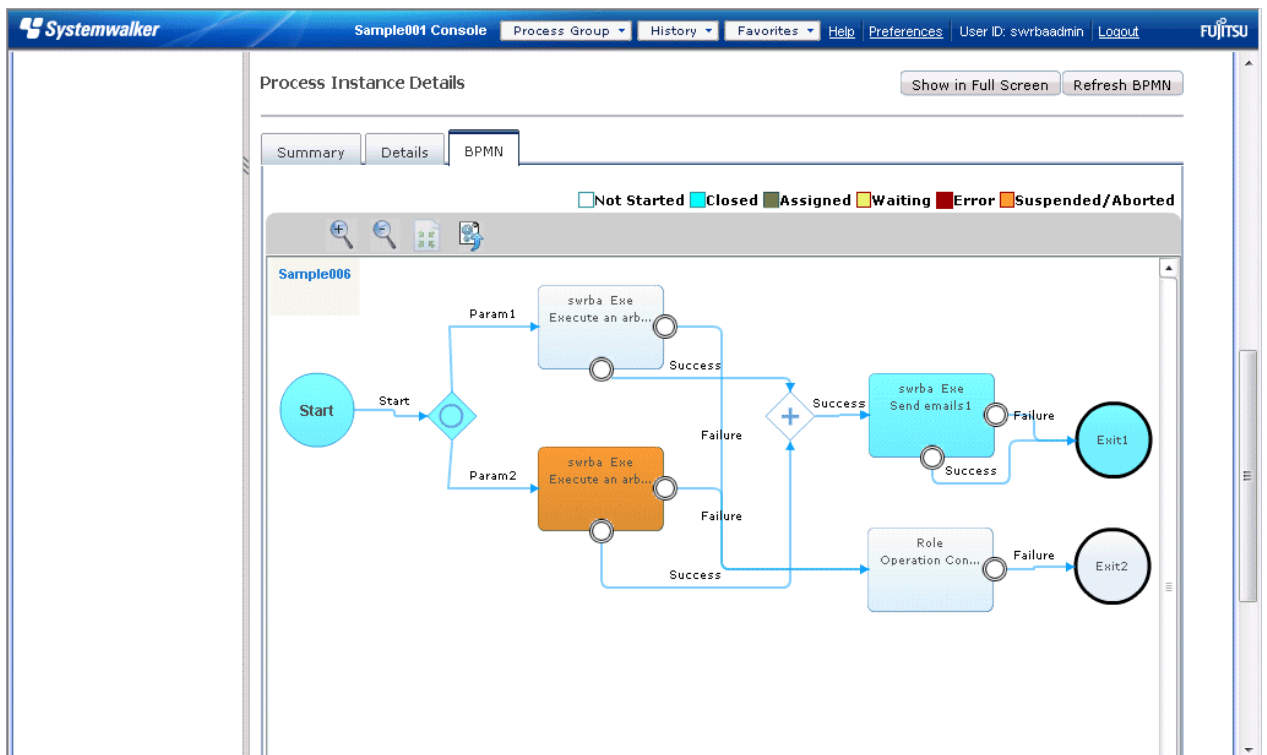 Systemwalker Sample001 Console Process Group History Favorites Help Preferences User ID: swrbaadmin Logout FUJITSU
Process Instance Details
Show in Full Screen Refresh BPMN
Summary Details BPMN
Not Started Closed Assigned Waiting Error Suspended/Aborted
Sample006
swrba Exe
Execute an arb...
Param1
Success
swrba Exe
Send emails1
Start
Start
Success
Failure
Failure
Exit1
swrba Exe
Execute an arb...
Param2
Success
Failure
Role
Operation Con...
Failure
Exit2
Success